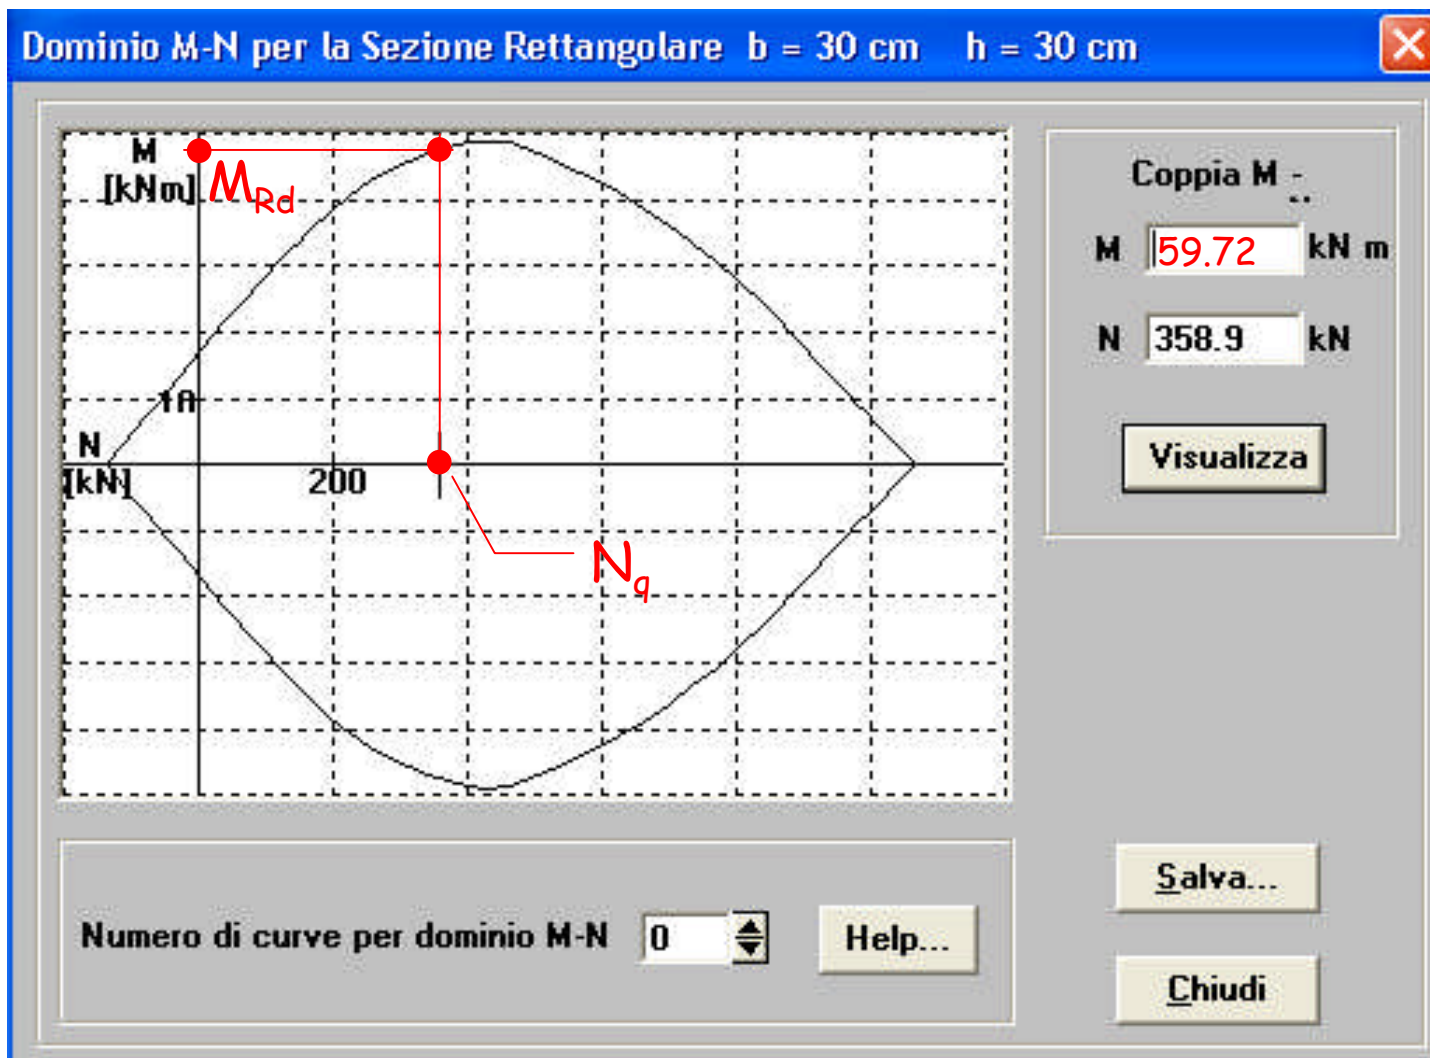 Dominio M-N per la Sezione Rettangolare b = 30 cm h = 30 cm
M
[kNm]
MRd
10
N
[kN]
200
Nq
Coppia M -
M 59.72 kN m
N 358.9 kN
Visualizza
Salva...
Numero di curve per dominio M-N 0 Help...
Chiudi